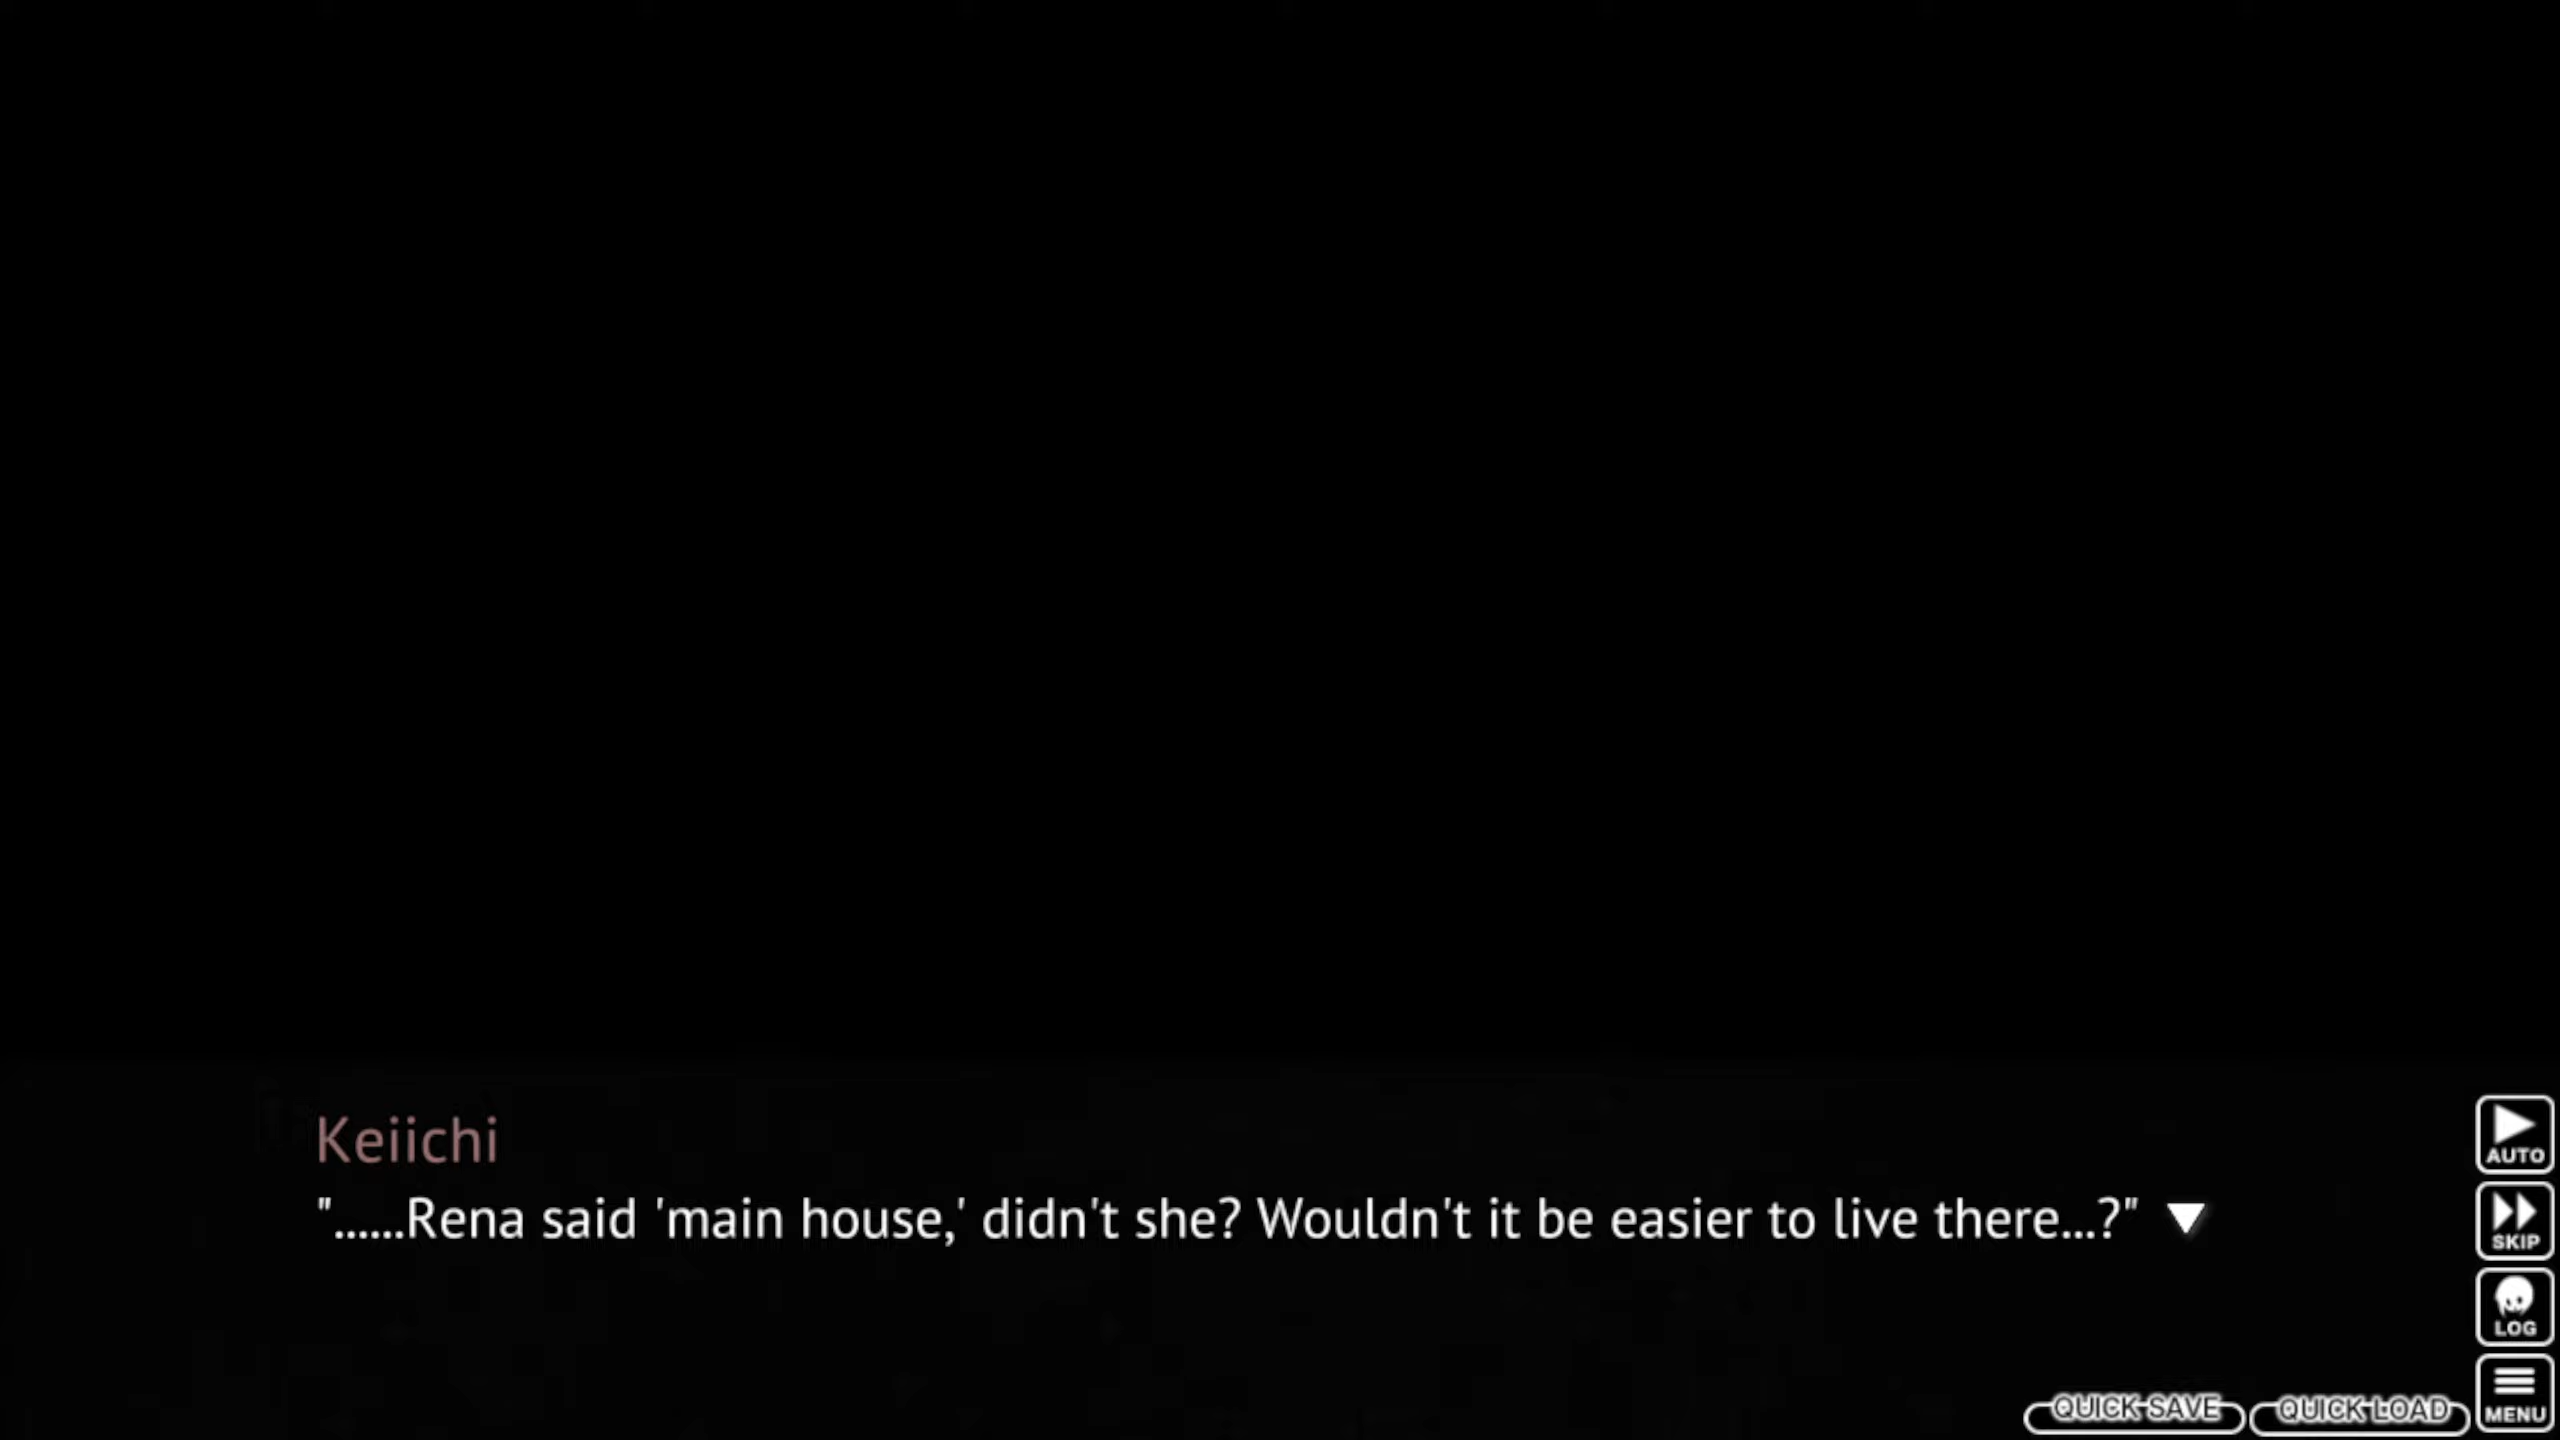 Keiichi
"......Rena said 'main house,' didn't she? Wouldn't it be easier to live there...?"
AUTO
SKIP
LOG
MENU
QUICK SAVE
QUICK LOAD